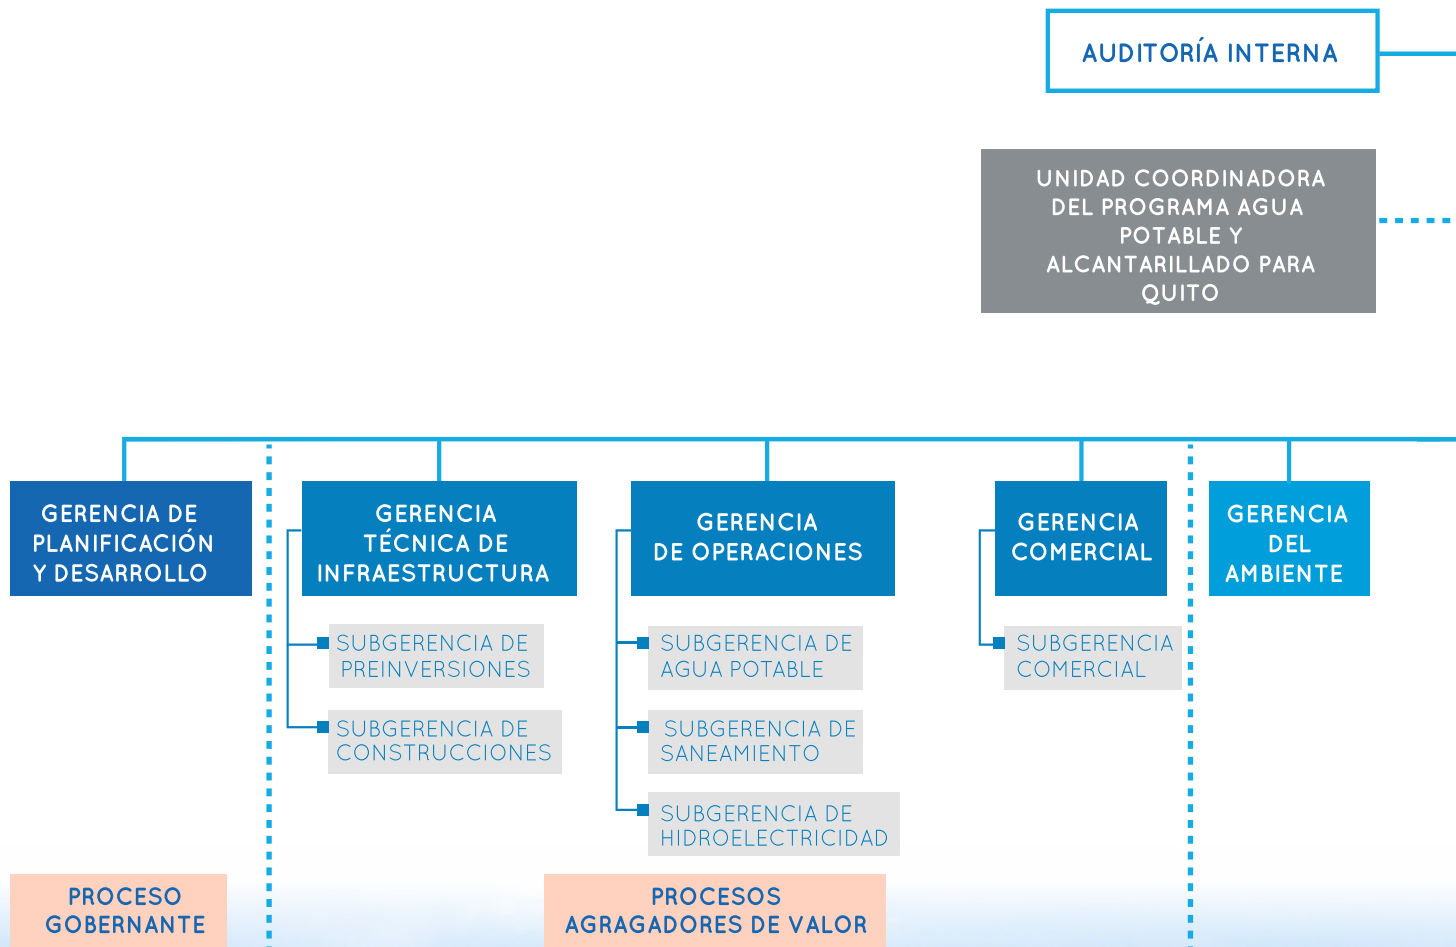 AUDITORÍA INTERNA
UNIDAD COORDINADORA
DEL PROGRAMA AGUA
POTABLE Y
ALCANTARILLADO PARA
QUITO
GERENCIA DE
PLANIFICACIÓN
Y DESARROLLO
GERENCIA
TÉCNICA DE
INFRAESTRUCTURA
SUBGERENCIA DE
PREINVERSIONES
SUBGERENCIA DE
CONSTRUCCIONES
GERENCIA
DE OPERACIONES
SUBGERENCIA DE
AGUA POTABLE
SUBGERENCIA DE
SANEAMIENTO
SUBGERENCIA DE
HIDROELECTRICIDAD
GERENCIA
COMERCIAL
SUBGERENCIA
COMERCIAL
GERENCIA
DEL
AMBIENTE
PROCESO
GOBERNANTE
PROCESOS
AGRAGADORES DE VALOR